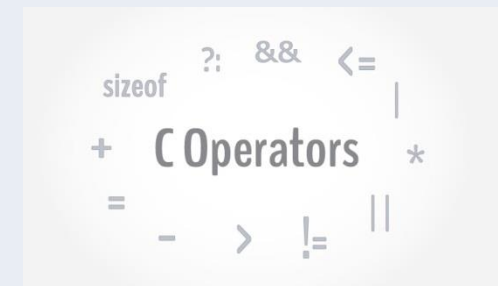 ?: && <=
sizeof |
+ C Operators *
= ||
- > !=